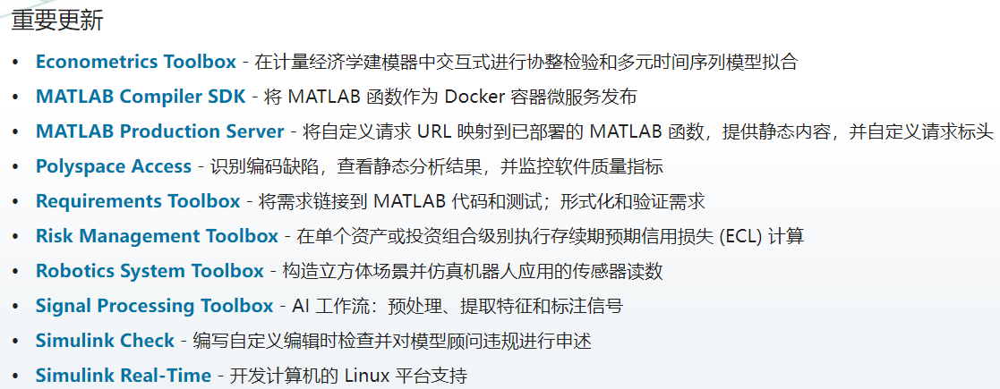 重要更新
• Econometrics Toolbox - 在计量经济学建模器中交互式进行协整检验和多元时间序列模型拟合
• MATLAB Compiler SDK - 将 MATLAB 函数作为 Docker 容器微服务发布
• MATLAB Production Server - 将自定义请求 URL 映射到已部署的 MATLAB 函数，提供静态内容，并自定义请求标头
• Polyspace Access - 识别编码缺陷，查看静态分析结果，并监控软件质量指标
• Requirements Toolbox - 将需求链接到 MATLAB 代码和测试；形式化和验证需求
• Risk Management Toolbox - 在单个资产或投资组合级别执行存续期预期信用损失 (ECL) 计算
• Robotics System Toolbox - 构造立方体场景并仿真机器人应用的传感器读数
• Signal Processing Toolbox - AI 工作流：预处理、提取特征和标注信号
• Simulink Check - 编写自定义编辑时检查并对模型顾问违规进行申述
• Simulink Real-Time - 开发计算机的 Linux 平台支持